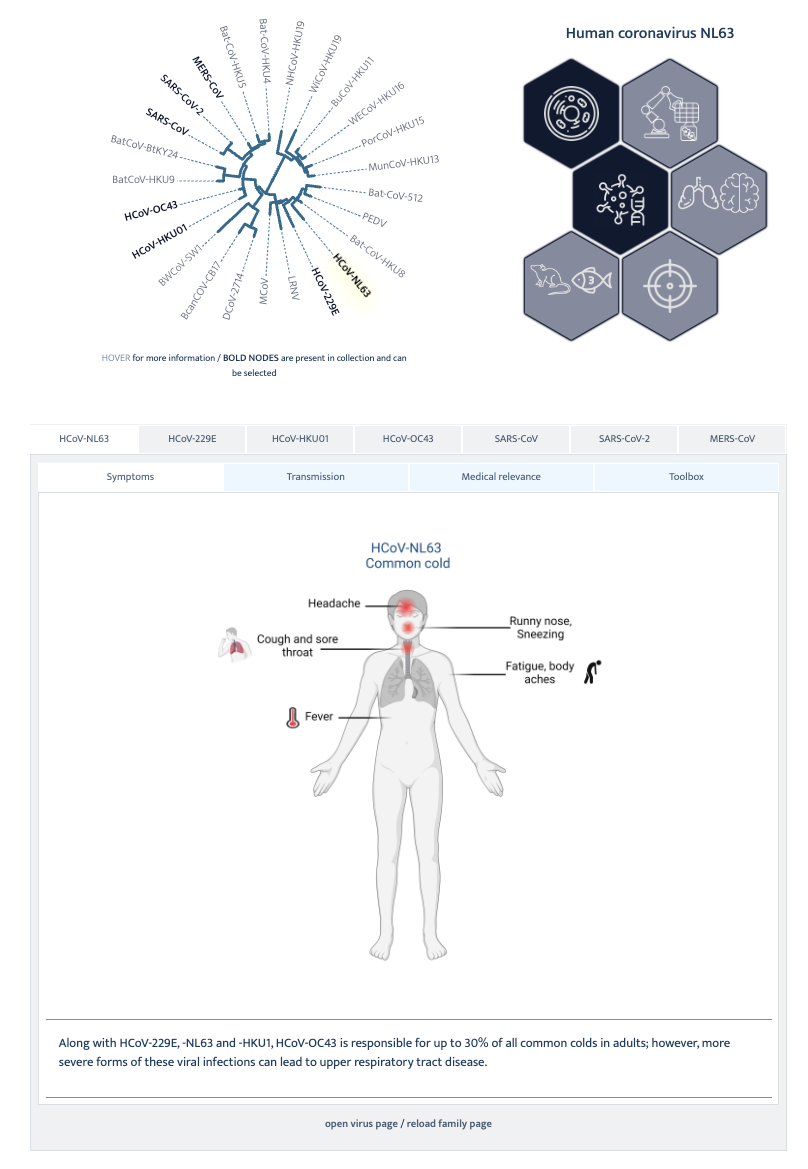 Human coronavirus NL63
Bat-CoV-HKU5
Bat-CoV-HKU4
NHCoV-HKU19
WiCoV-HKU19
BuCoV-HKU11
WECoV-HKU16
PorCoV-HKU15
MunCoV-HKU13
Bat-CoV-512
PEDV
Bat-CoV-HKU8
HCoV-NL63
HCoV-229E
LRNV
MCoV
DCoV-2714
BcanCOV-CB17
BWCoV-SW1
HCoV-HKU01
HCoV-OC43
BatCoV-HKU9
BatCoV-BtKY24
SARS-CoV
SARS-CoV-2
MERS-CoV
3
HOVER for more information / BOLD NODES are present in collection and can
be selected
HCoV-NL63 HCoV-229E HCoV-HKU01 HCoV-OC43 SARS-CoV SARS-CoV-2 MERS-CoV
Symptoms Transmission Medical relevance Toolbox
HCoV-NL63
Common cold
Headache
Runny nose,
Sneezing
Cough and sore
throat
Fatigue, body
aches
Fever
Along with HCoV-229E, -NL63 and -HKU1, HCoV-OC43 is responsible for up to 30% of all common colds in adults; however, more
severe forms of these viral infections can lead to upper respiratory tract disease.
open virus page / reload family page